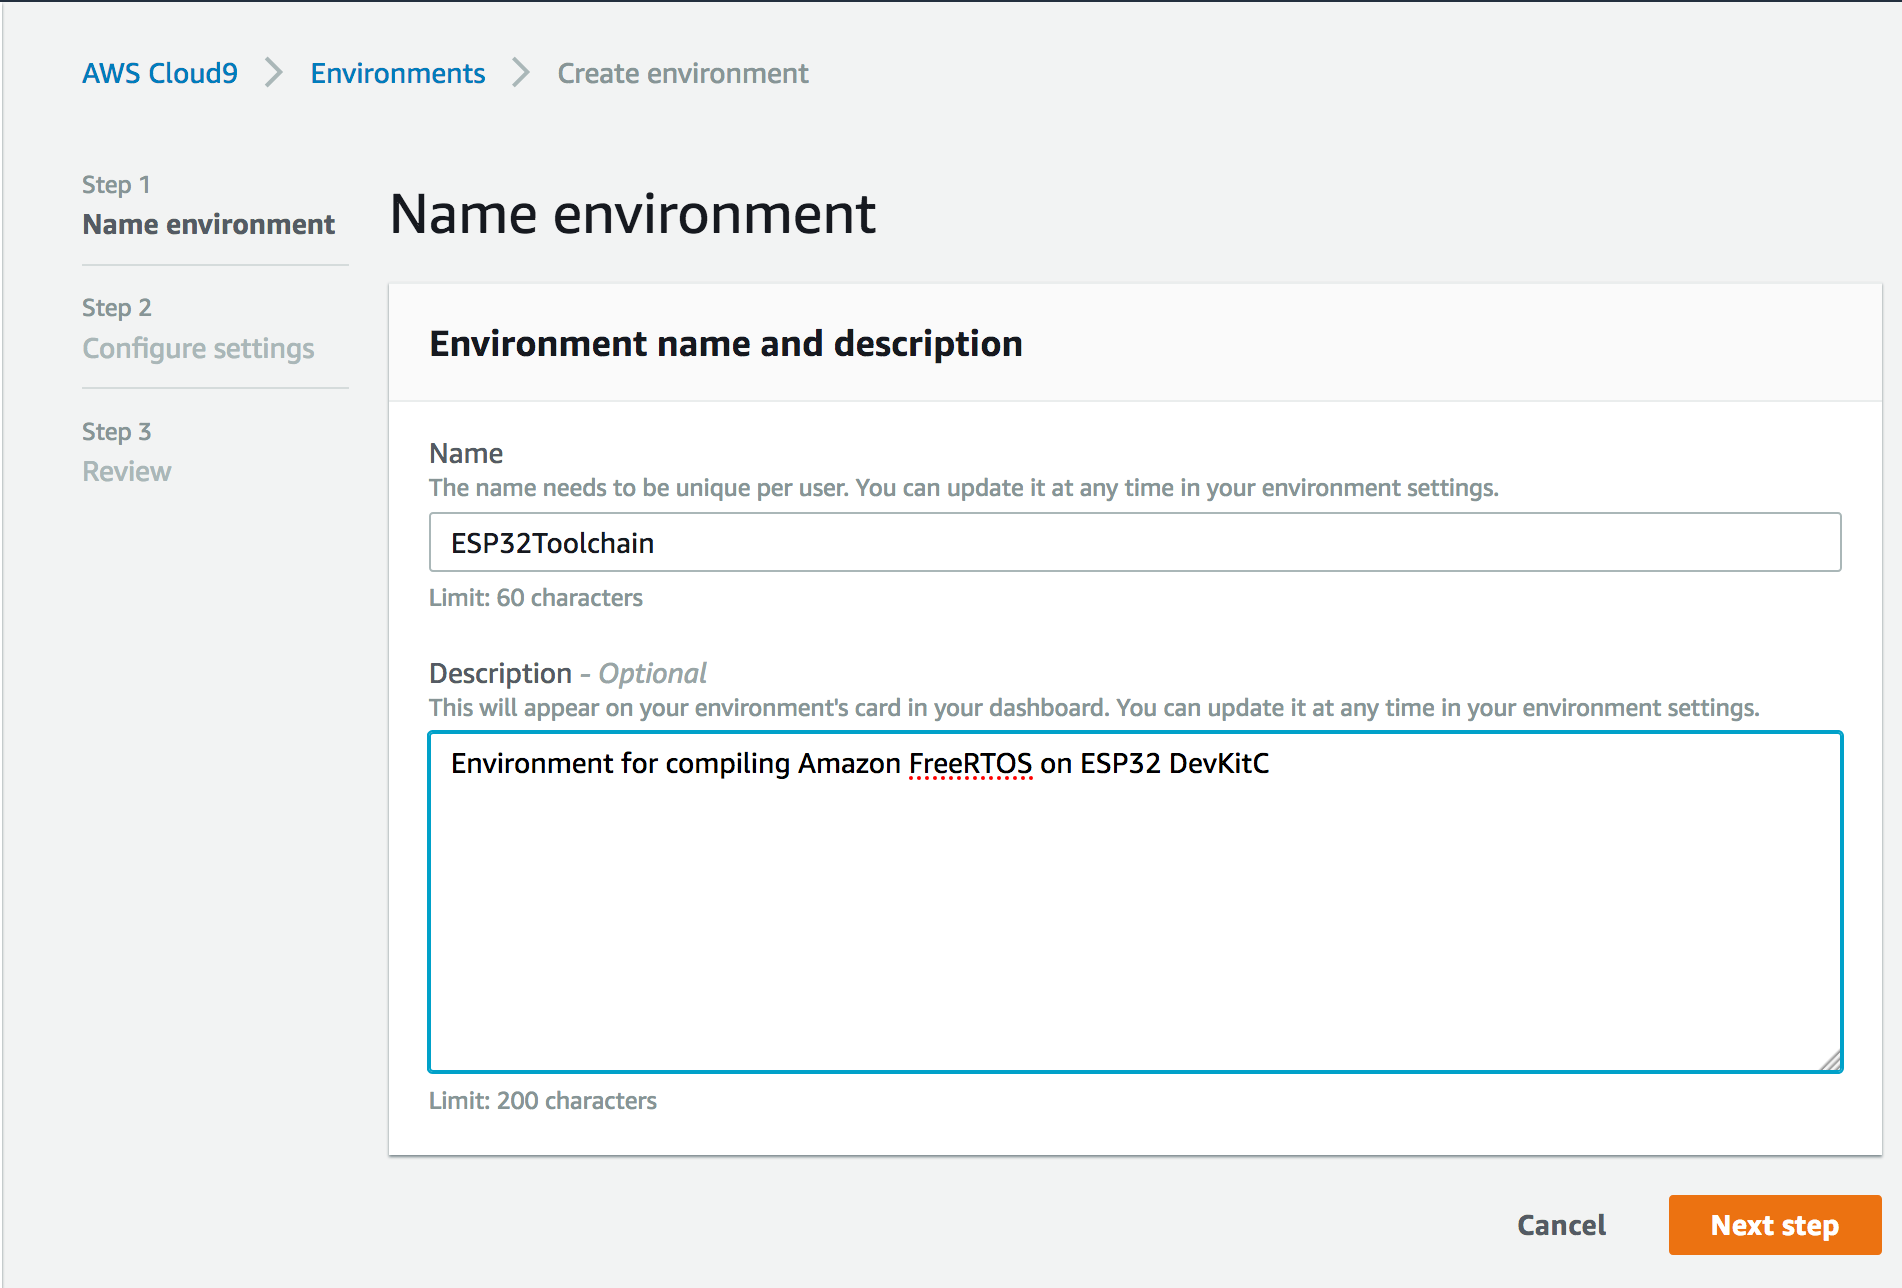 AWS Cloud9 > Environments > Create environment
Step 1
Name environment
Step 2
Configure settings
Step 3
Review
Name environment
Environment name and description
Name
The name needs to be unique per user. You can update it at any time in your environment settings.
ESP32Toolchain
Limit: 60 characters
Description - Optional
This will appear on your environment's card in your dashboard. You can update it at any time in your environment settings.
Environment for compiling Amazon FreeRTOS on ESP32 DevKitC
Limit: 200 characters
Cancel
Next step